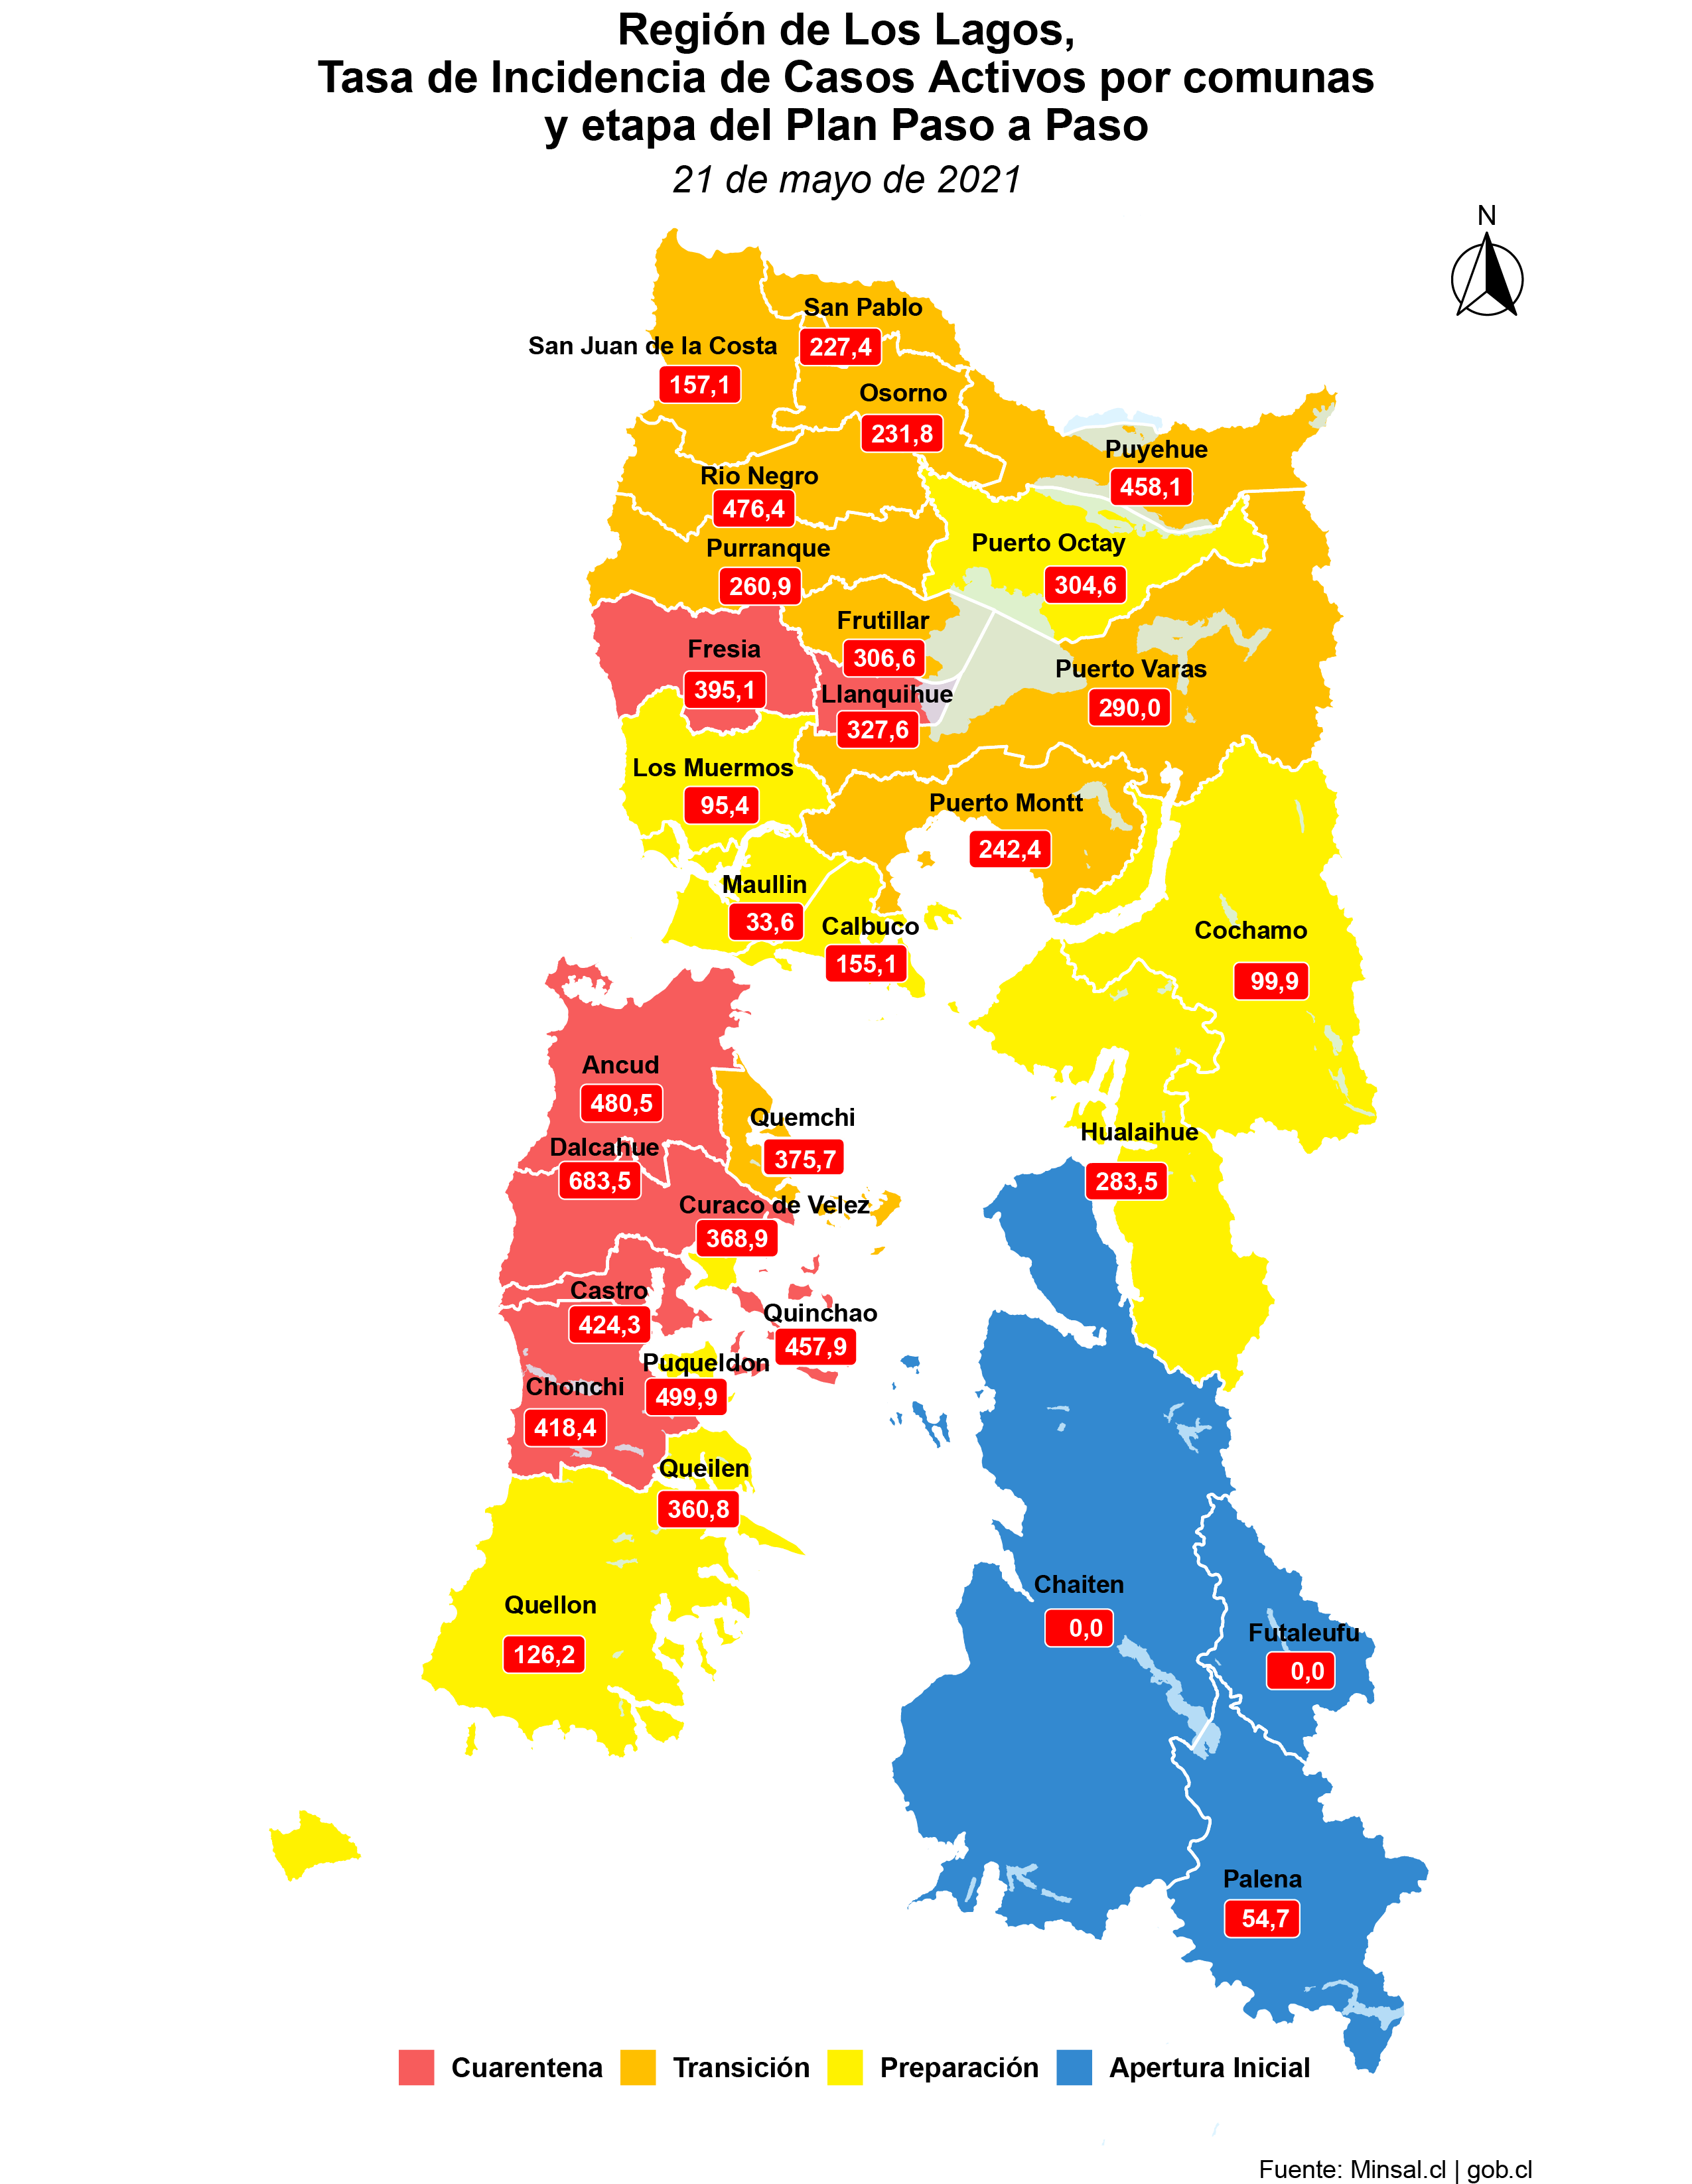 Región de Los Lagos,
Tasa de Incidencia de Casos Activos por comunas
y etapa del Plan Paso a Paso
21 de mayo de 2021
N
San Pablo
227,4
San Juan de la Costa
157,1
Osorno
231,8
Puyehue
458,1
Rio Negro
476,4
Puerto Octay
304,6
Purranque
260,9
Frutillar
306,6
Fresia
395,1
Puerto Varas
290,0
Llanquihue
327,6
Los Muermos
95,4
Puerto Montt
242,4
Maullin
33,6
Calbuco
155,1
Cochamo
99,9
Ancud
480,5
Quemchi
375,7
Hualaihue
283,5
Dalcahue
683,5
Curaco de Velez
368,9
Castro
424,3
Quinchao
457,9
Puqueldon
499,9
Chonchi
418,4
Queilen
360,8
Quellon
126,2
Chaiten
0,0
Futaleufu
0,0
Palena
54,7
Cuarentena
Transición
Preparación
Apertura Inicial
Fuente: Minsal.cl | gob.cl